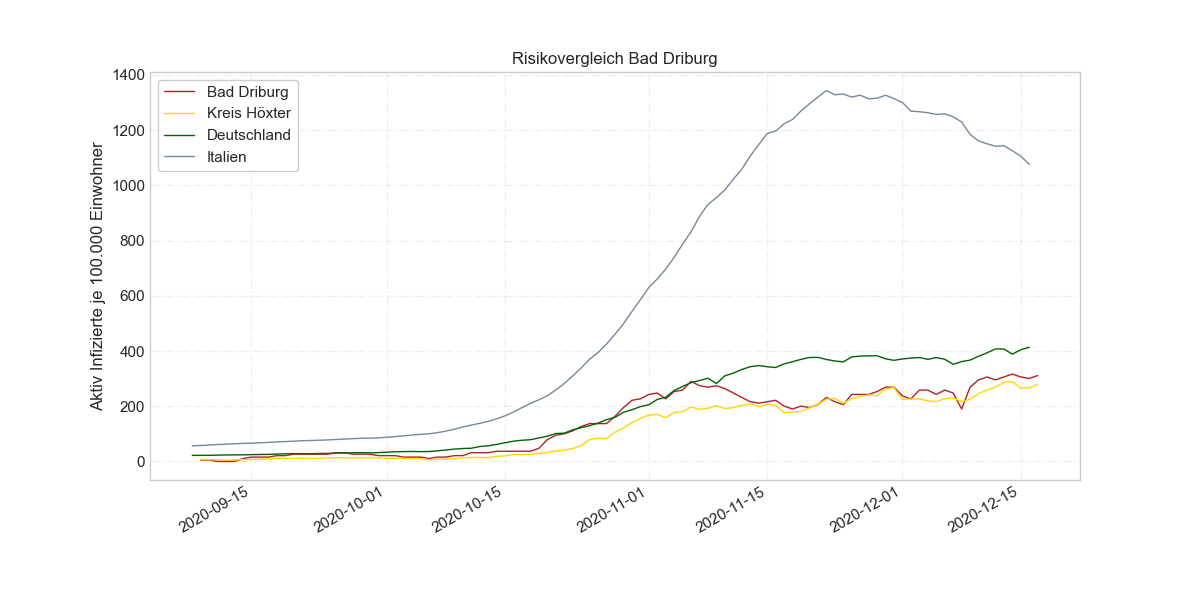 Risikovergleich Bad Driburg
Aktiv Infizierte je 100.000 Einwohner
1400
1200
1000
800
600
400
200
0
Bad Driburg
Kreis Höxter
Deutschland
Italien
2020-09-15
2020-10-01
2020-10-15
2020-11-01
2020-11-15
2020-12-01
2020-12-15